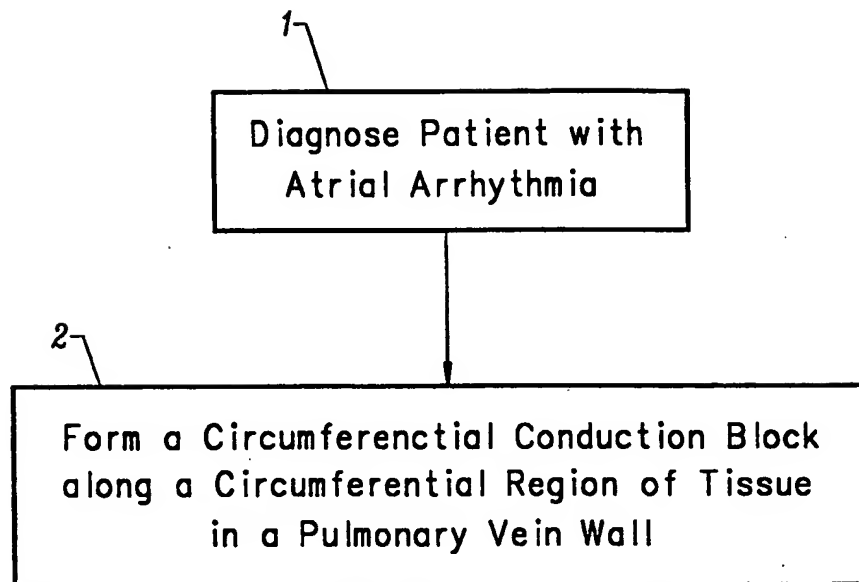 1
Diagnose Patient with
Atrial Arrhythmia
2
Form a Circumferenctial Conduction Block
along a Circumferential Region of Tissue
in a Pulmonary Vein Wall